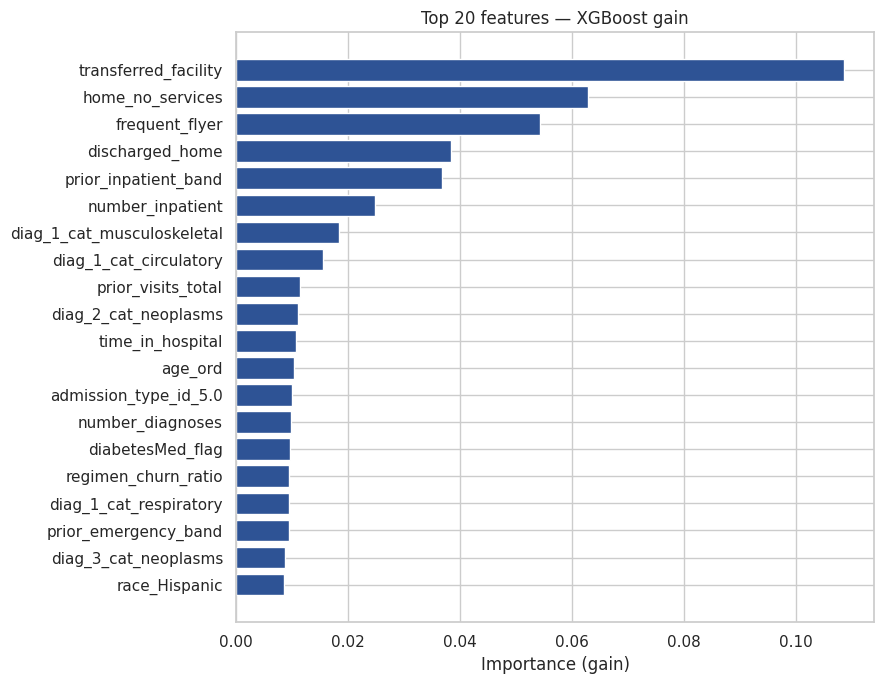 Top 20 features — XGBoost gain
transferred_facility
home_no_services
frequent_flyer
discharged_home
prior_inpatient_band
number_inpatient
diag_1_cat_musculoskeletal
diag_1_cat_circulatory
prior_visits_total
diag_2_cat_neoplasms
time_in_hospital
age_ord
admission_type_id_5.0
number_diagnoses
diabetesMed_flag
regimen_churn_ratio
diag_1_cat_respiratory
prior_emergency_band
diag_3_cat_neoplasms
race_Hispanic
0.00 0.02 0.04 0.06 0.08 0.10
Importance (gain)